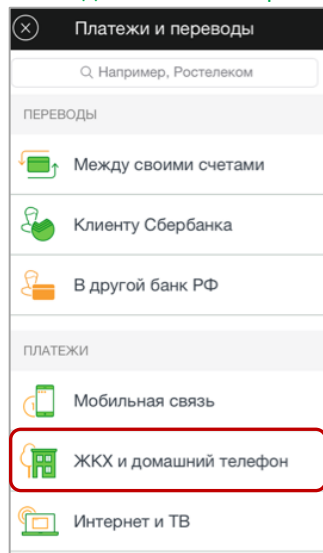 Платежи и переводы
Например, Ростелеком
ПЕРЕВОДЫ
Между своими счетами
Клиенту Сбербанка
В другой банк РФ
ПЛАТЕЖИ
Мобильная связь
ЖКХ и домашний телефон
Интернет и ТВ